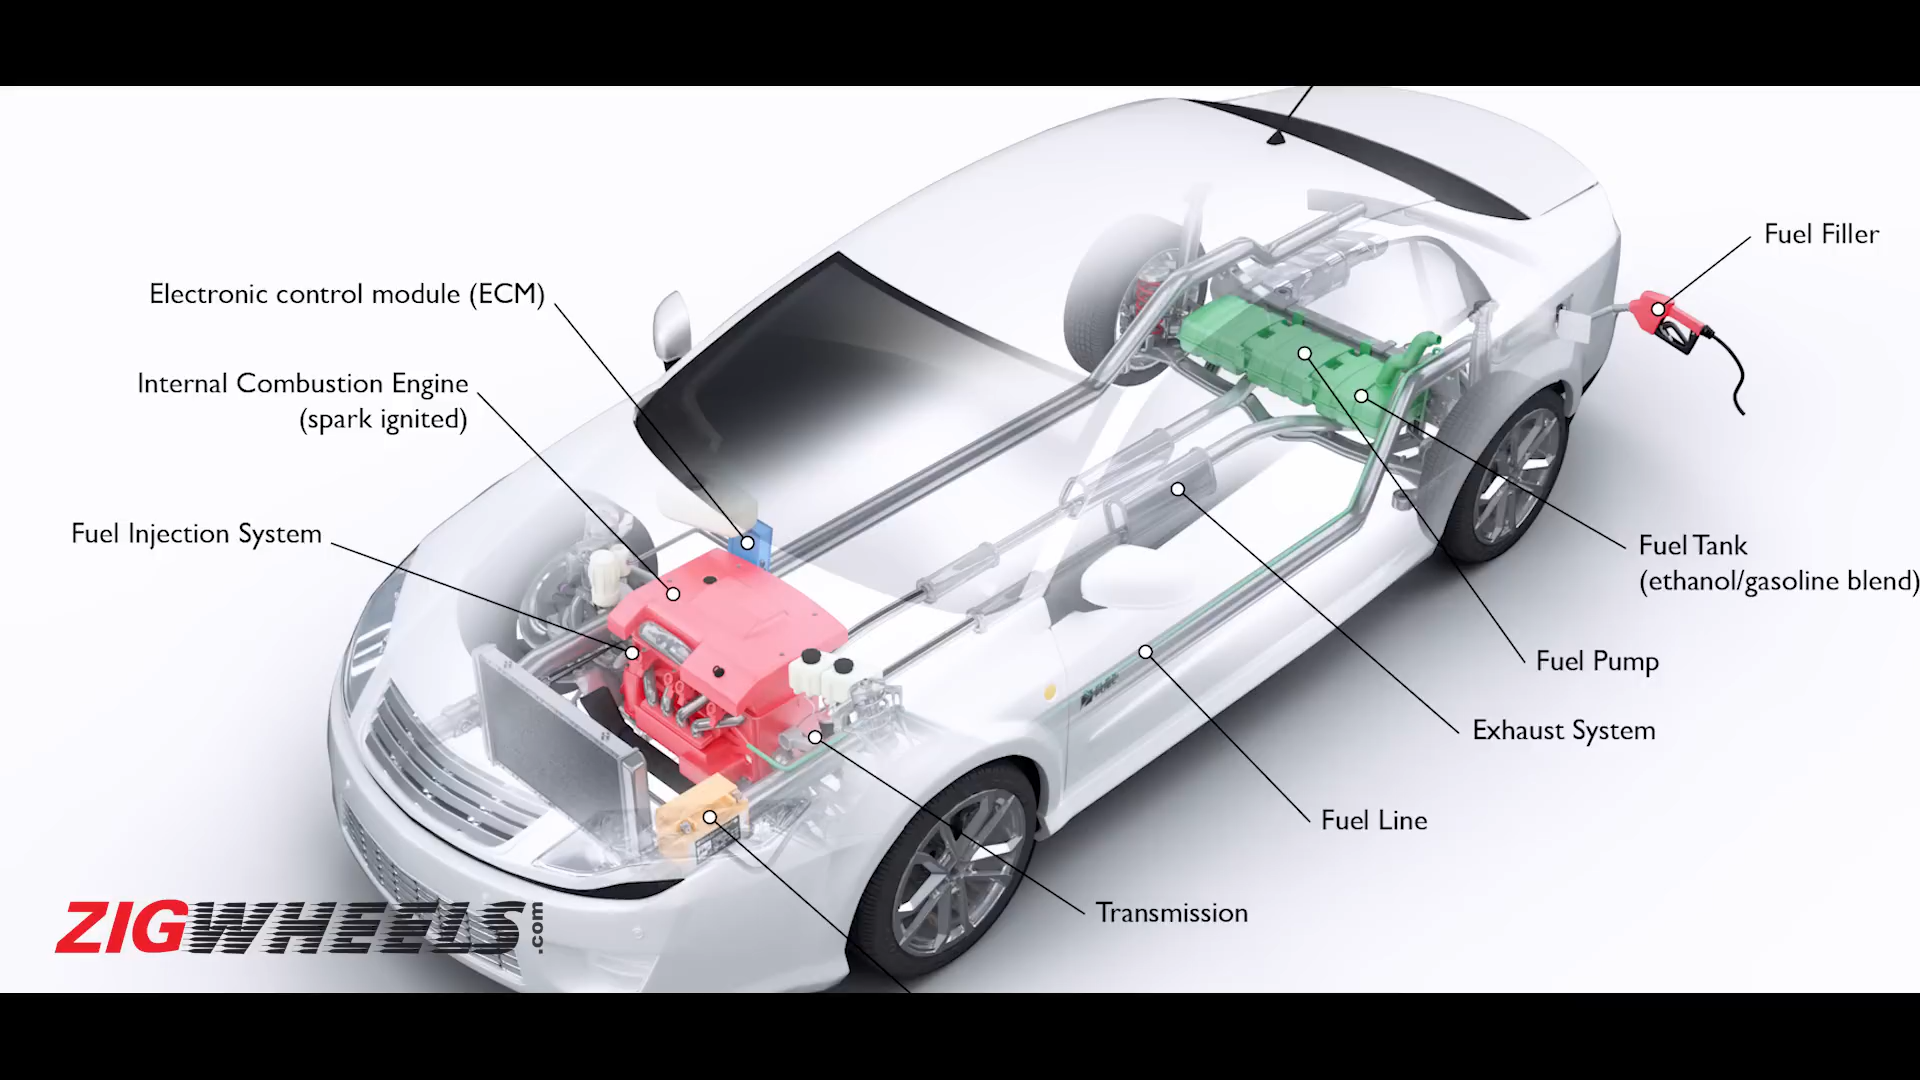 Fuel Filler
Electronic control module (ECM)
Internal Combustion Engine
(spark ignited)
Fuel Injection System
Fuel Tank
(ethanol/gasoline blend)
Fuel Pump
Exhaust System
Fuel Line
Transmission
ZIGWHEELS.com